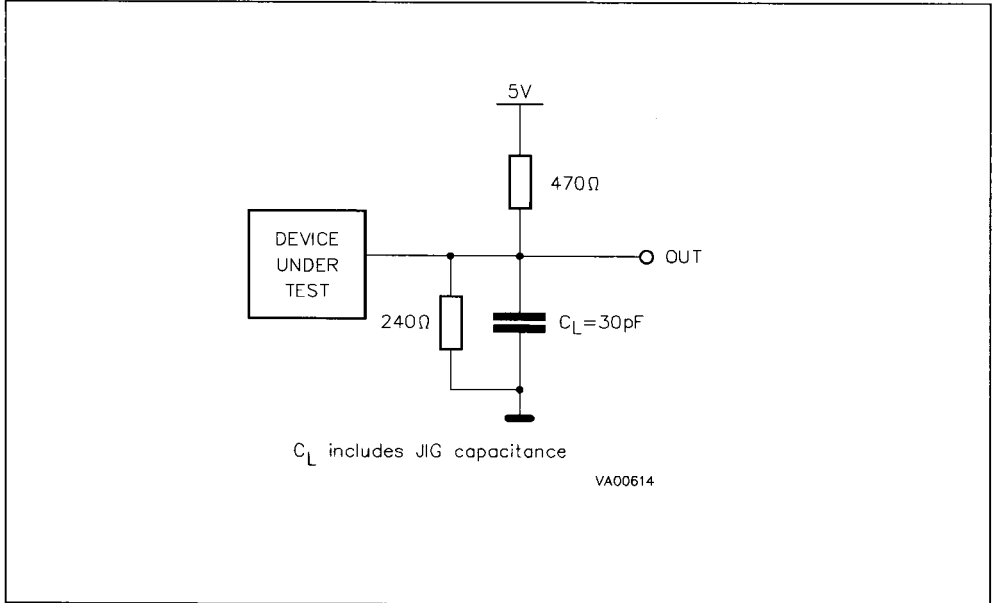 5V
470Ω
DEVICE
UNDER
TEST
OUT
240Ω
CL=30pF
CL includes JIG capacitance
VA00614